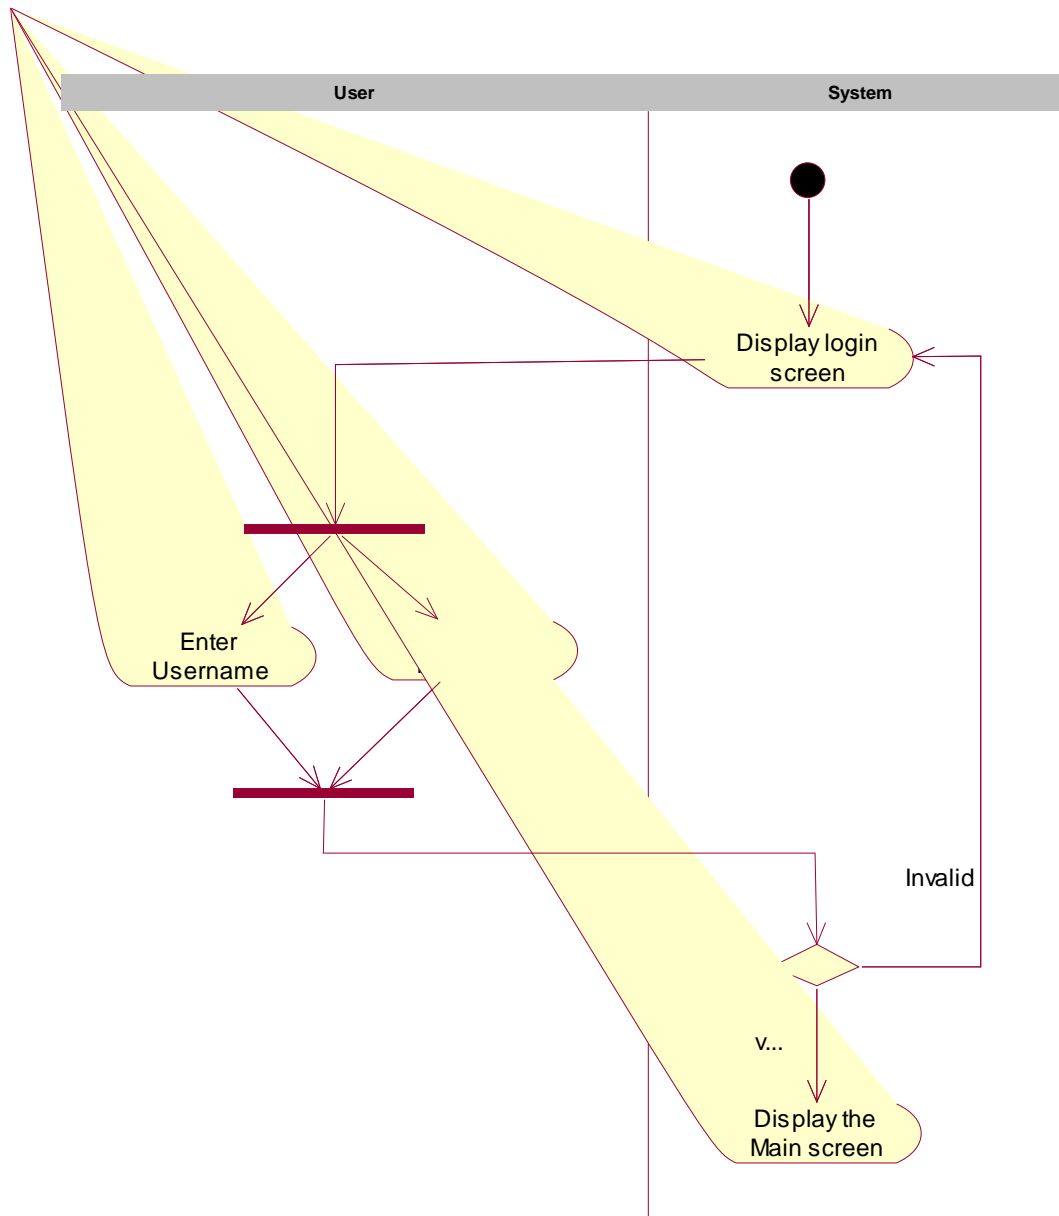 User
System
Display login
screen
Enter
Username
Invalid
v...
Display the
Main screen